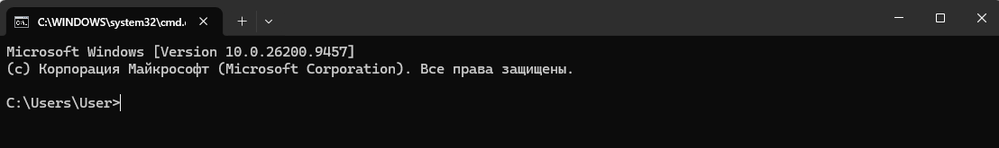 C:\WINDOWS\system32\cmd.
Microsoft Windows [Version 10.0.26200.9457]
(c) Корпорация Майкрософт (Microsoft Corporation). Все права защищены.
C:\Users\User>